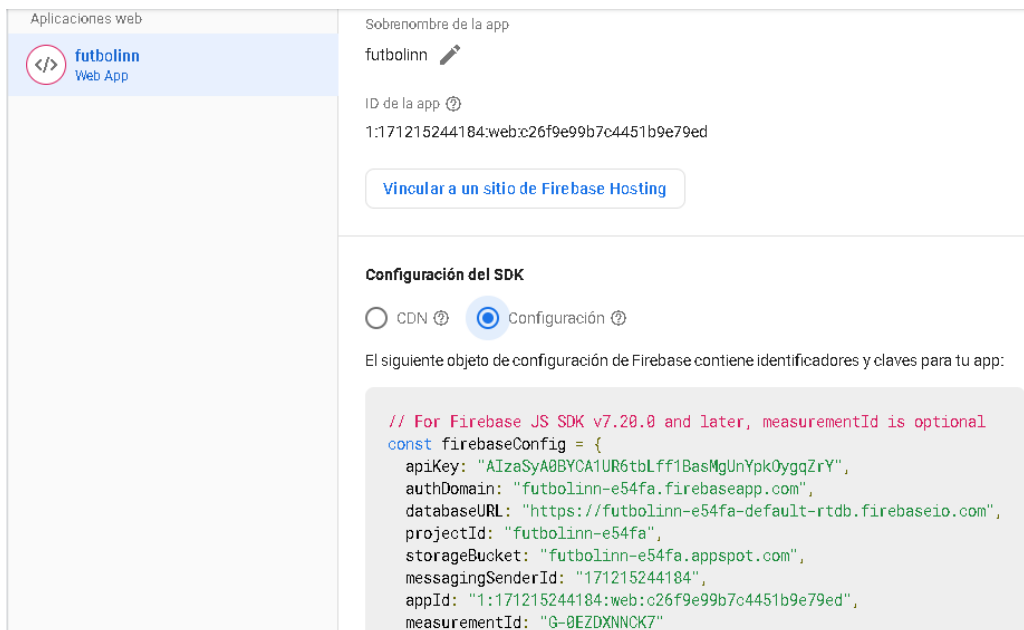 Aplicaciones web
futbolinn
Web App
Sobrenombre de la app
futbolinn
ID de la app
1:171215244184:web:c26f9e99b7c4451b9e79ed
Vincular a un sitio de Firebase Hosting
Configuración del SDK
CDN Configuración
El siguiente objeto de configuración de Firebase contiene identificadores y claves para tu app:
// For Firebase JS SDK v7.20.0 and later, measurementId is optional
const firebaseConfig = {
apiKey: "AIzaSyA0BYCA1UR6tbLff1BasMgUnYpkOygqZrY",
authDomain: "futbolinn-e54fa.firebaseapp.com",
databaseURL: "https://futbolinn-e54fa-default-rtdb.firebaseio.com",
projectId: "futbolinn-e54fa",
storageBucket: "futbolinn-e54fa.appspot.com",
messagingSenderId: "171215244184",
appId: "1:171215244184:web:c26f9e99b7c4451b9e79ed",
measurementId: "G-0EZDXNNCK7"